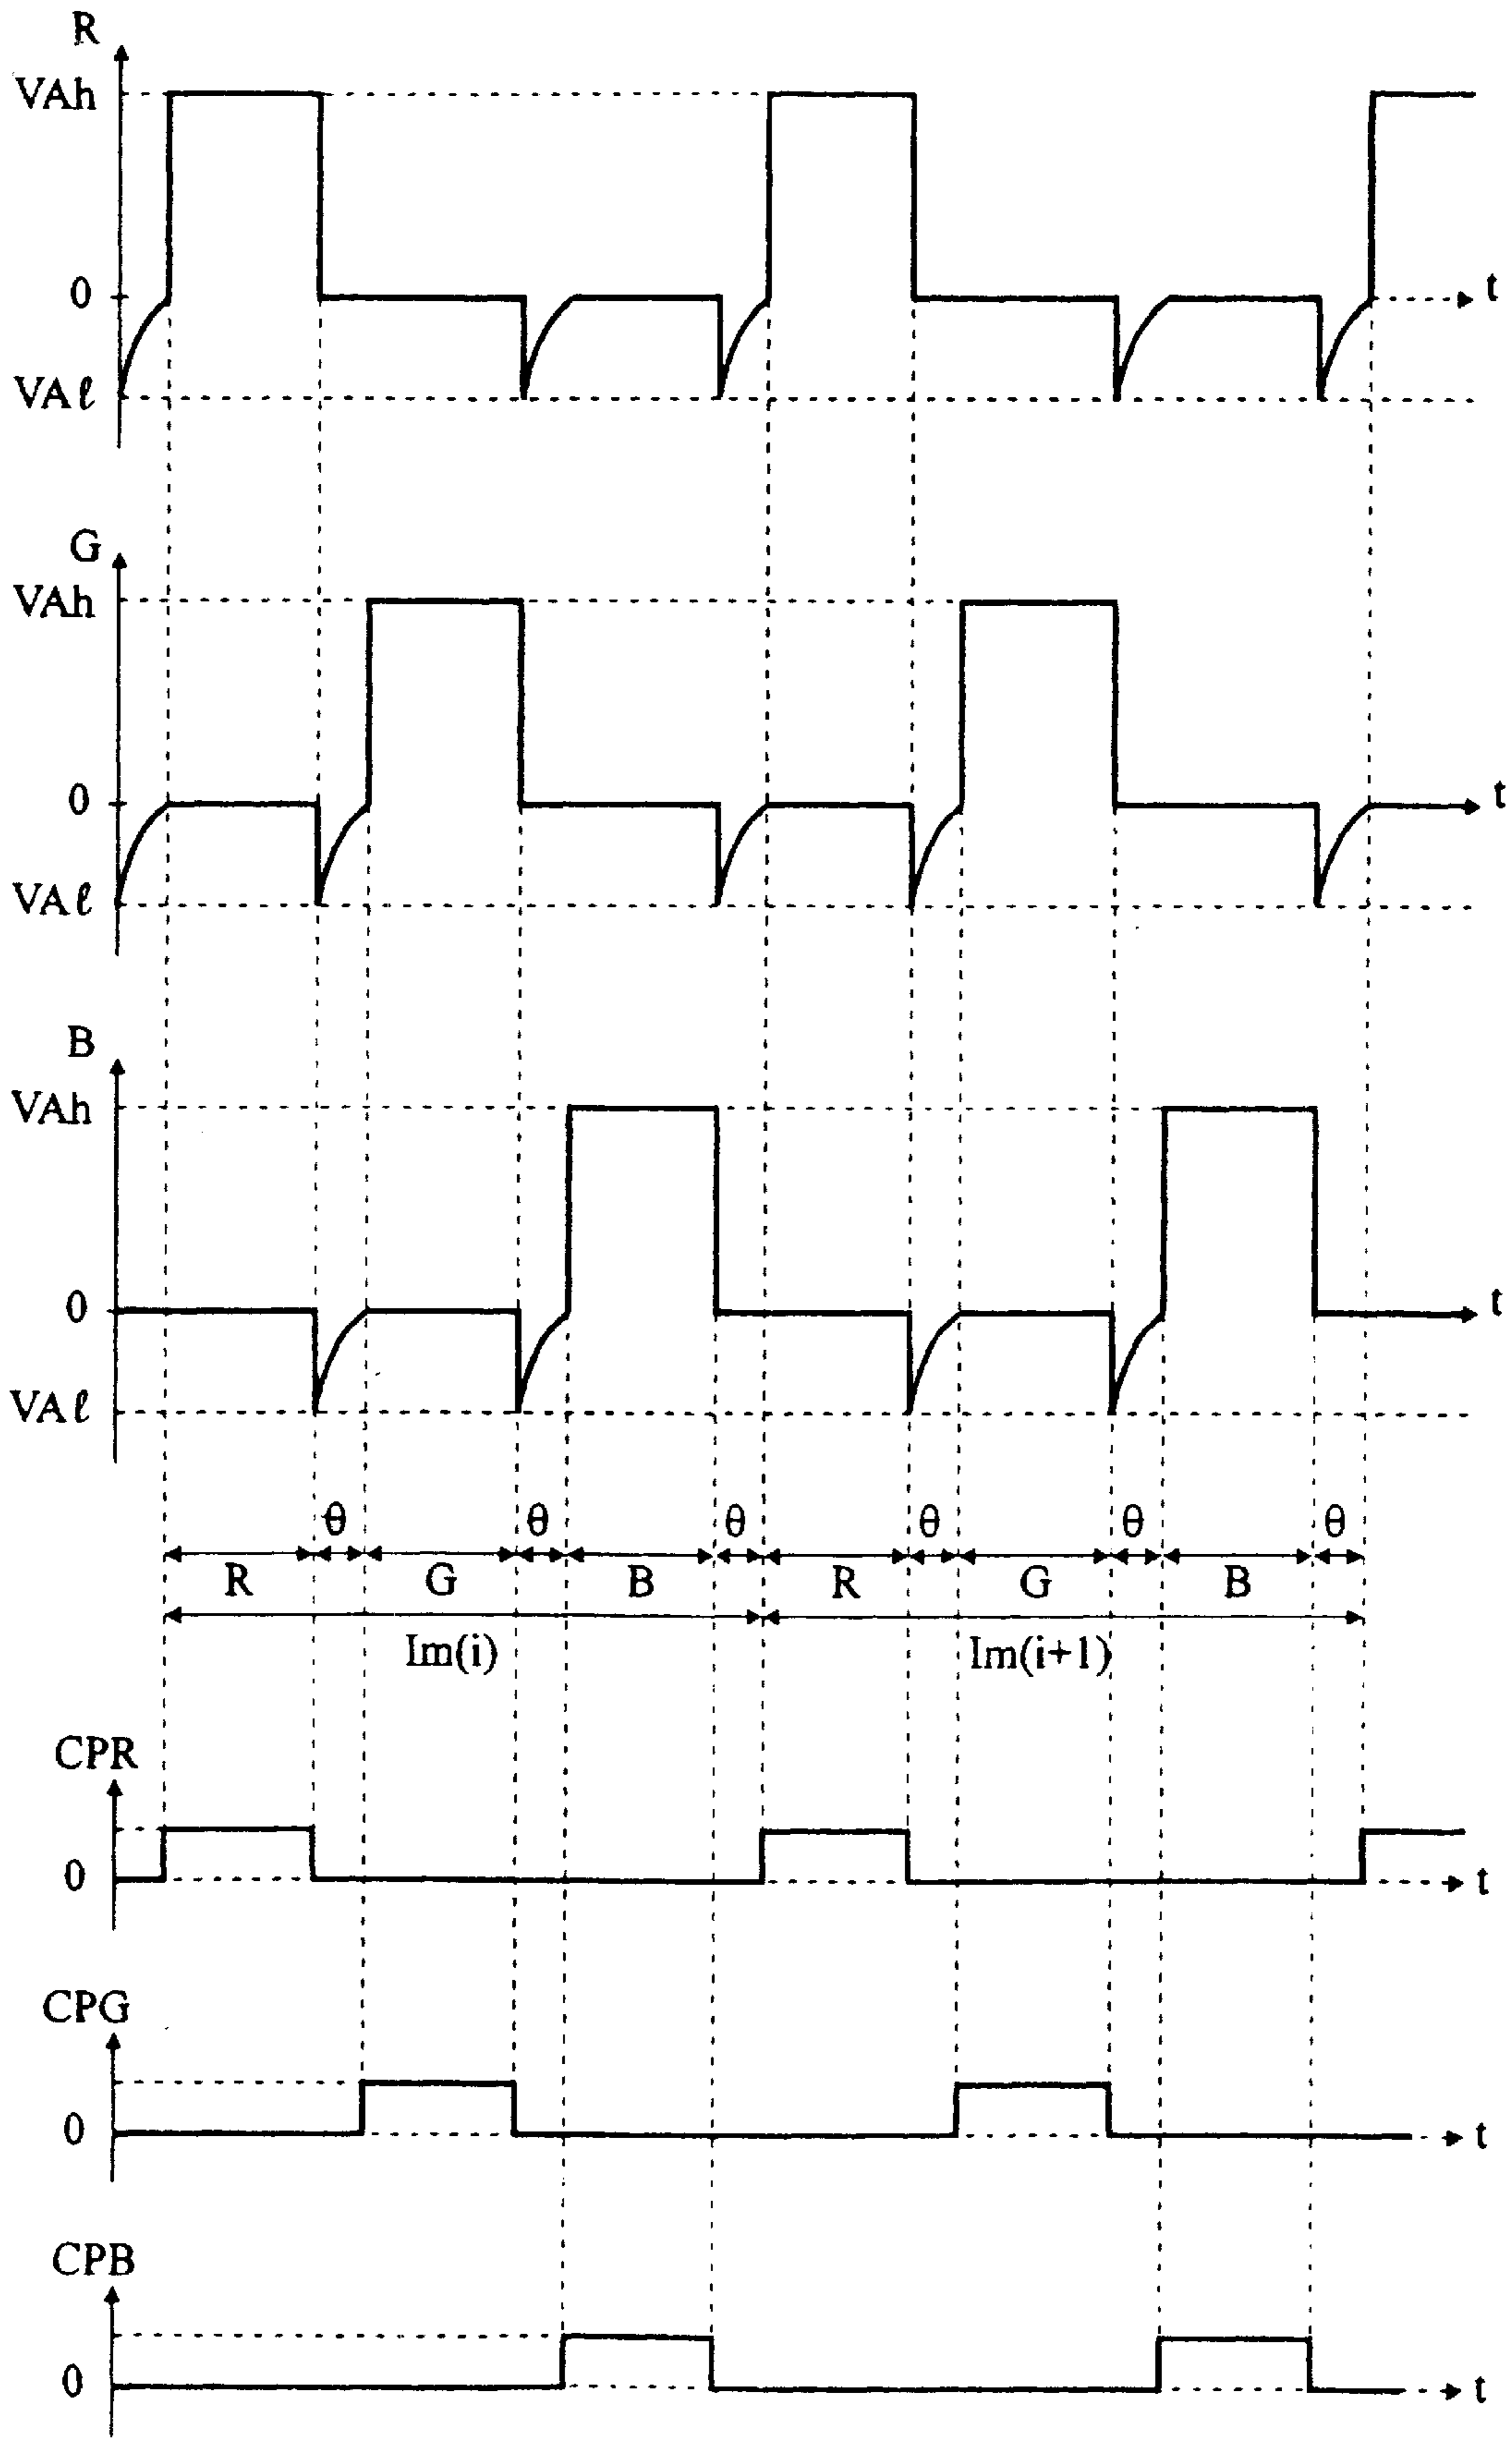 R
VAh
0
t
VAℓ
G
VAh
0
t
VAℓ
B
VAh
0
t
VAℓ
θ θ θ θ θ θ
R G B R G B
Im(i) Im(i+1)
CPR
0
t
CPG
0
t
CPB
0
t